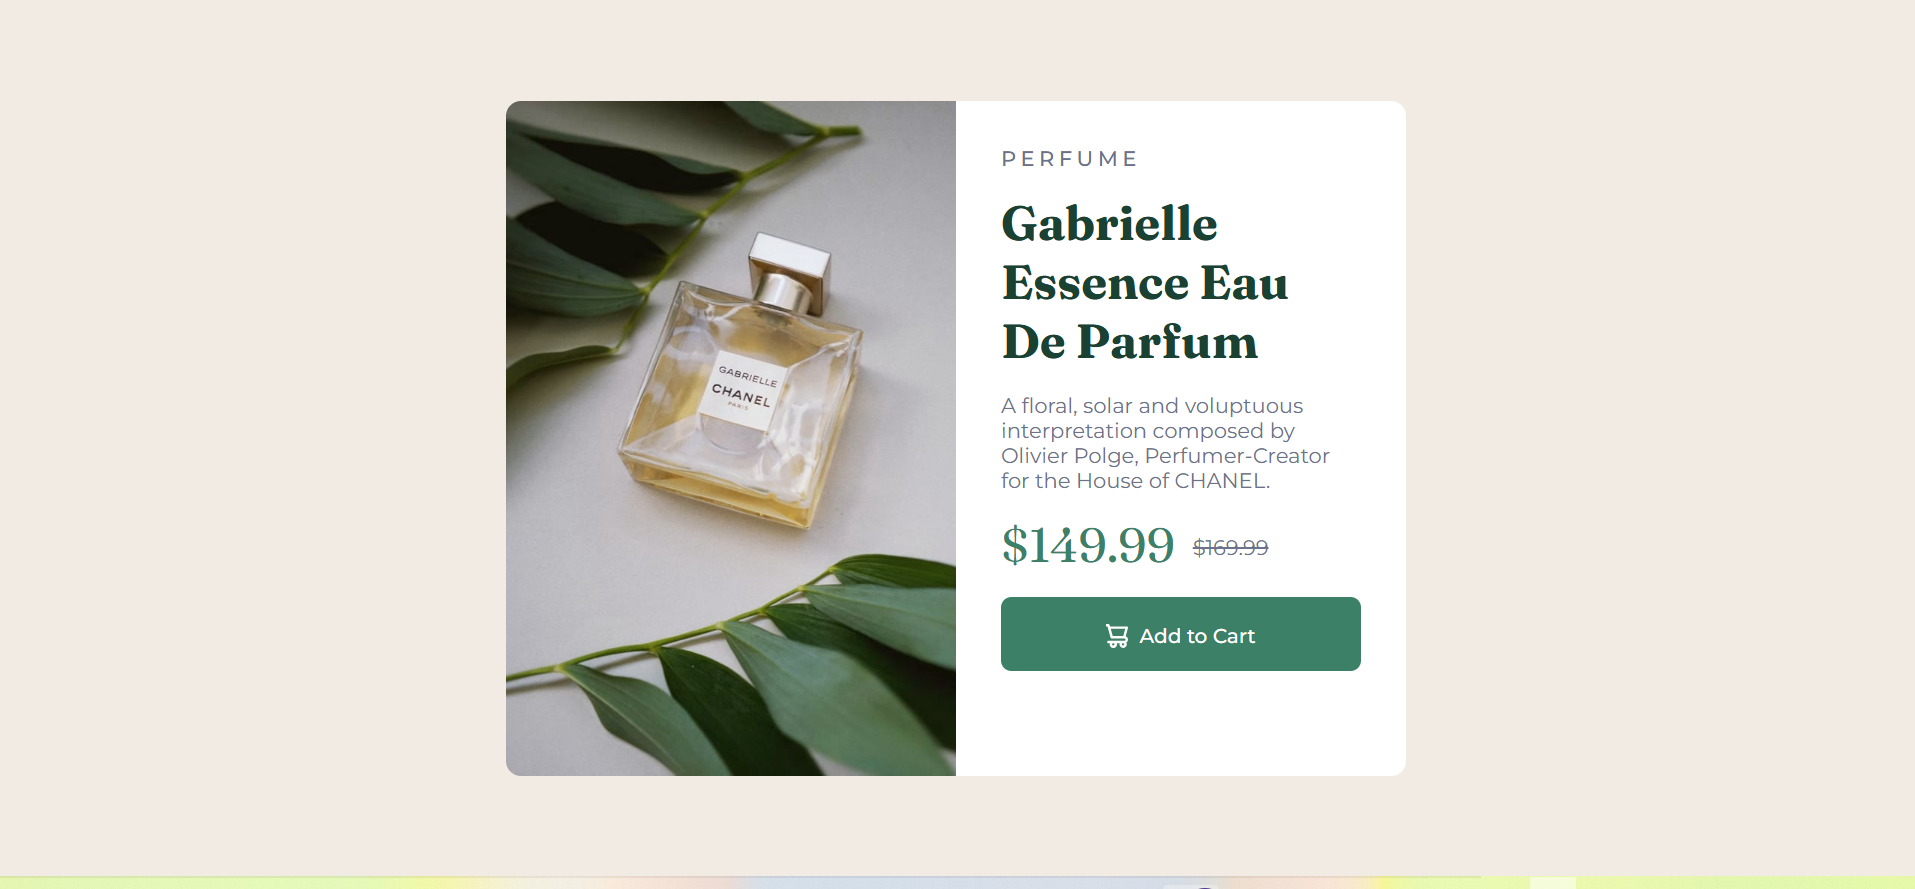 GABRIELLE
CHANEL
PARIS
PERFUME
Gabrielle
Essence Eau
De Parfum
A floral, solar and voluptuous
interpretation composed by
Olivier Polge, Perfumer-Creator
for the House of CHANEL.
$149.99 $169.99
Add to Cart